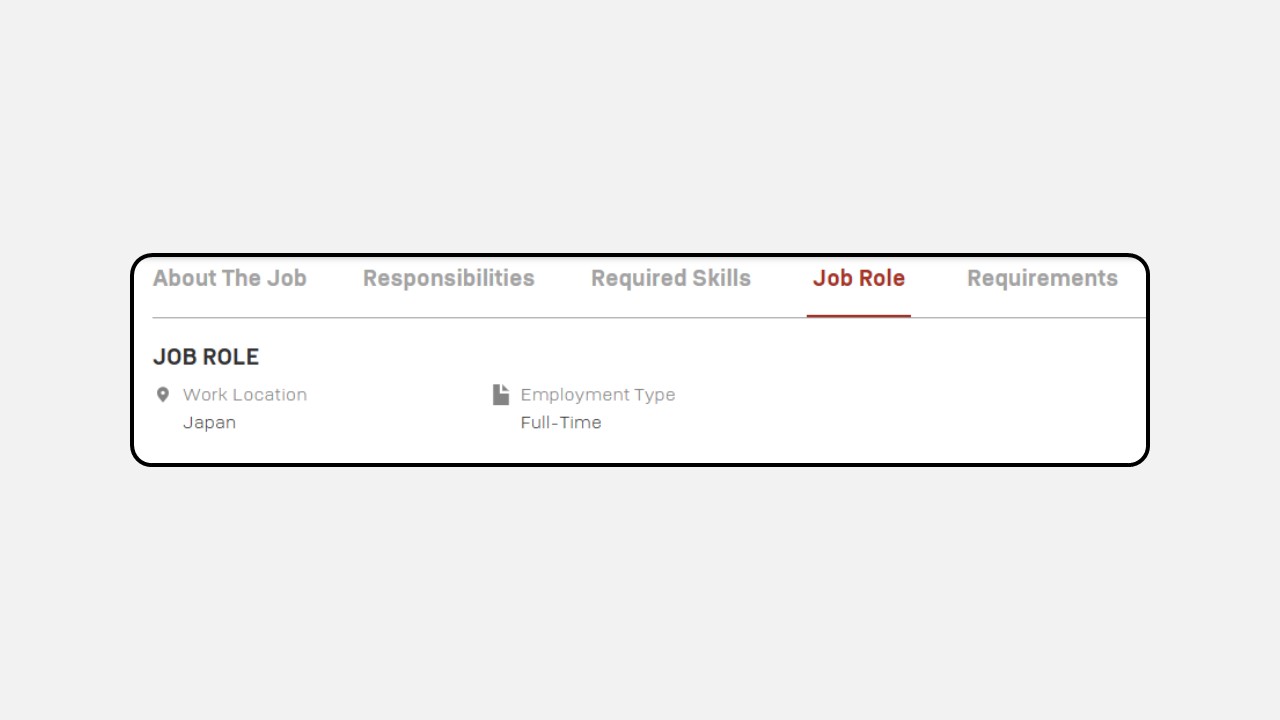 About The Job Responsibilities Required Skills Job Role Requirements
JOB ROLE
Work Location Employment Type
Japan Full-Time